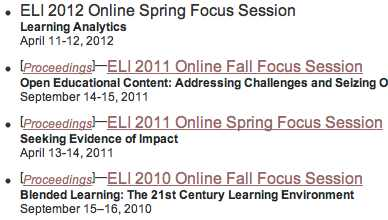 ELI 2012 Online Spring Focus Session
Learning Analytics
April 11-12, 2012
[Proceedings]—ELI 2011 Online Fall Focus Session
Open Educational Content: Addressing Challenges and Seizing O
September 14-15, 2011
[Proceedings]—ELI 2011 Online Spring Focus Session
Seeking Evidence of Impact
April 13-14, 2011
[Proceedings]—ELI 2010 Online Fall Focus Session
Blended Learning: The 21st Century Learning Environment
September 15–16, 2010